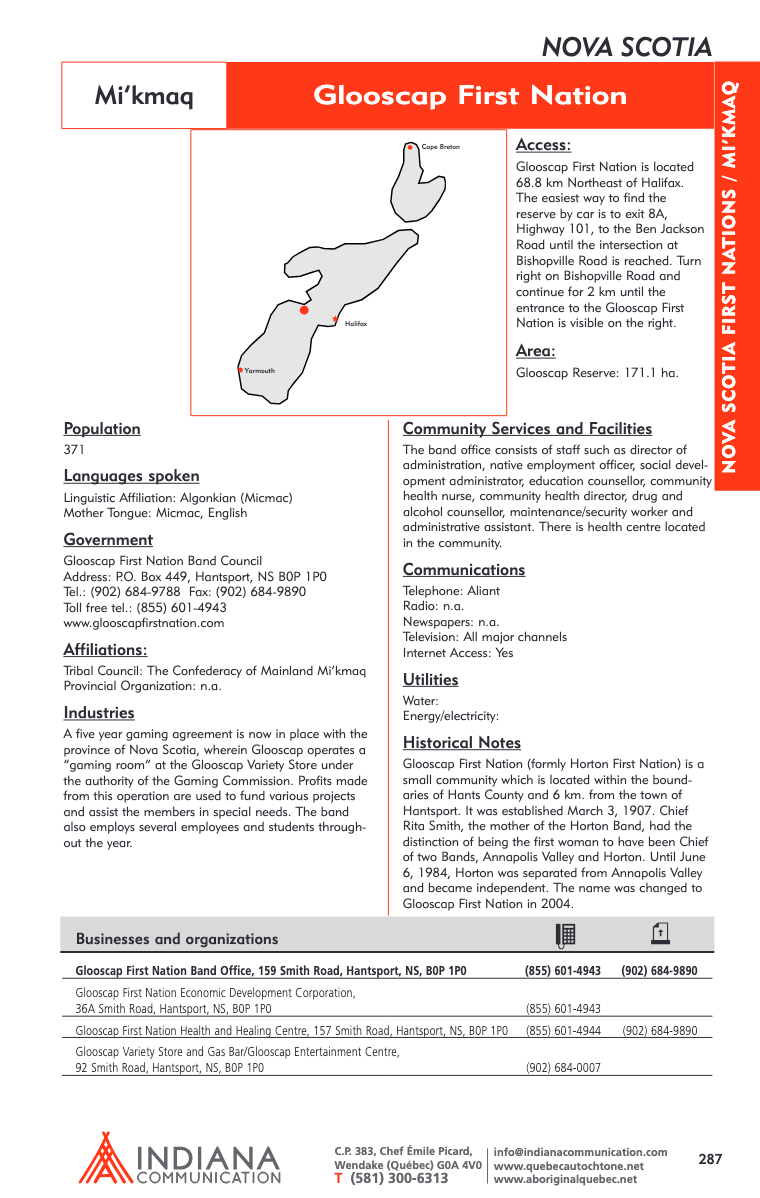 NOVA SCOTIA
Mi’kmaq
Glooscap First Nation
NOVA SCOTIA FIRST NATIONS / MI’KMAQ
Cape Breton
Halifax
Yarmouth
Access:
Glooscap First Nation is located
68.8 km Northeast of Halifax.
The easiest way to find the
reserve by car is to exit 8A,
Highway 101, to the Ben Jackson
Road until the intersection at
Bishopville Road is reached. Turn
right on Bishopville Road and
continue for 2 km until the
entrance to the Glooscap First
Nation is visible on the right.
Area:
Glooscap Reserve: 171.1 ha.
Population
371
Languages spoken
Linguistic Affiliation: Algonkian (Micmac)
Mother Tongue: Micmac, English
Government
Glooscap First Nation Band Council
Address: P.O. Box 449, Hantsport, NS B0P 1P0
Tel.: (902) 684-9788  Fax: (902) 684-9890
Toll free tel.: (855) 601-4943
www.glooscapfirstnation.com
Affiliations:
Tribal Council: The Confederacy of Mainland Mi’kmaq
Provincial Organization: n.a.
Industries
A five year gaming agreement is now in place with the
province of Nova Scotia, wherein Glooscap operates a
“gaming room” at the Glooscap Variety Store under
the authority of the Gaming Commission. Profits made
from this operation are used to fund various projects
and assist the members in special needs. The band
also employs several employees and students through-
out the year.
Community Services and Facilities
The band office consists of staff such as director of
administration, native employment officer, social devel-
opment administrator, education counsellor, community
health nurse, community health director, drug and
alcohol counsellor, maintenance/security worker and
administrative assistant. There is health centre located
in the community.
Communications
Telephone: Aliant
Radio: n.a.
Newspapers: n.a.
Television: All major channels
Internet Access: Yes
Utilities
Water:
Energy/electricity:
Historical Notes
Glooscap First Nation (formly Horton First Nation) is a
small community which is located within the bound-
aries of Hants County and 6 km. from the town of
Hantsport. It was established March 3, 1907. Chief
Rita Smith, the mother of the Horton Band, had the
distinction of being the first woman to have been Chief
of two Bands, Annapolis Valley and Horton. Until June
6, 1984, Horton was separated from Annapolis Valley
and became independent. The name was changed to
Glooscap First Nation in 2004.
Businesses and organizations
Glooscap First Nation Band Office, 159 Smith Road, Hantsport, NS, B0P 1P0 (855) 601-4943 (902) 684-9890
Glooscap First Nation Economic Development Corporation,
36A Smith Road, Hantsport, NS, B0P 1P0 (855) 601-4943
Glooscap First Nation Health and Healing Centre, 157 Smith Road, Hantsport, NS, B0P 1P0 (855) 601-4944 (902) 684-9890
Glooscap Variety Store and Gas Bar/Glooscap Entertainment Centre,
92 Smith Road, Hantsport, NS, B0P 1P0 (902) 684-0007
INDIANA
COMMUNICATION
C.P. 383, Chef Émile Picard,
Wendake (Québec) G0A 4V0
T (581) 300-6313
info@indianacommunication.com
www.quebecautochtone.net
www.aboriginalquebec.net
287